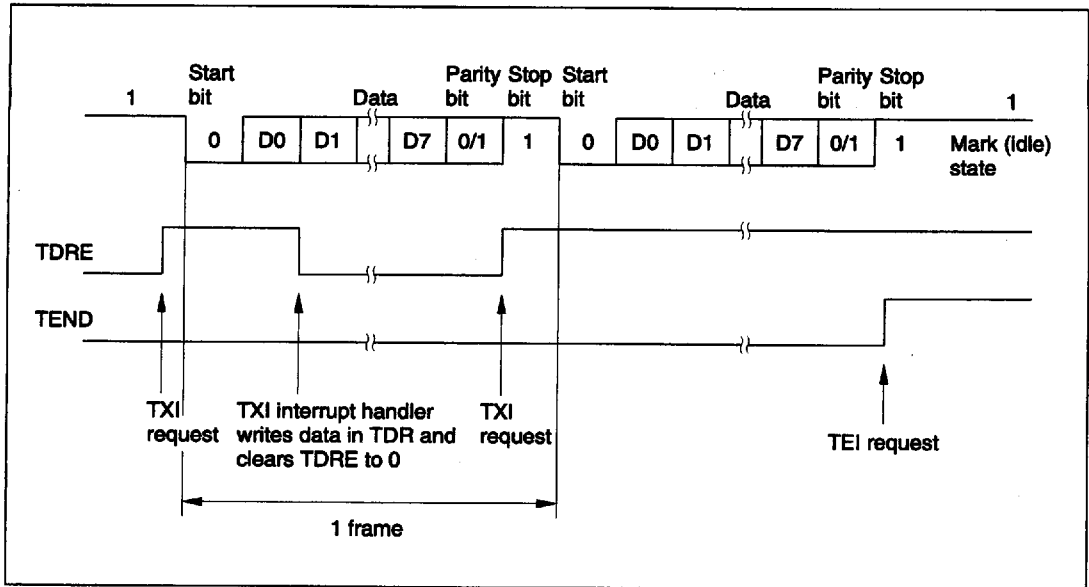 Start Parity Stop Start Parity Stop
1 bit Data bit bit bit Data bit bit 1
0 D0 D1 D7 0/1 1 0 D0 D1 D7 0/1 1 Mark (idle)
state
TDRE
TEND
TXI
request
TXI interrupt handler
writes data in TDR and
clears TDRE to 0
TXI
request
TEI request
1 frame